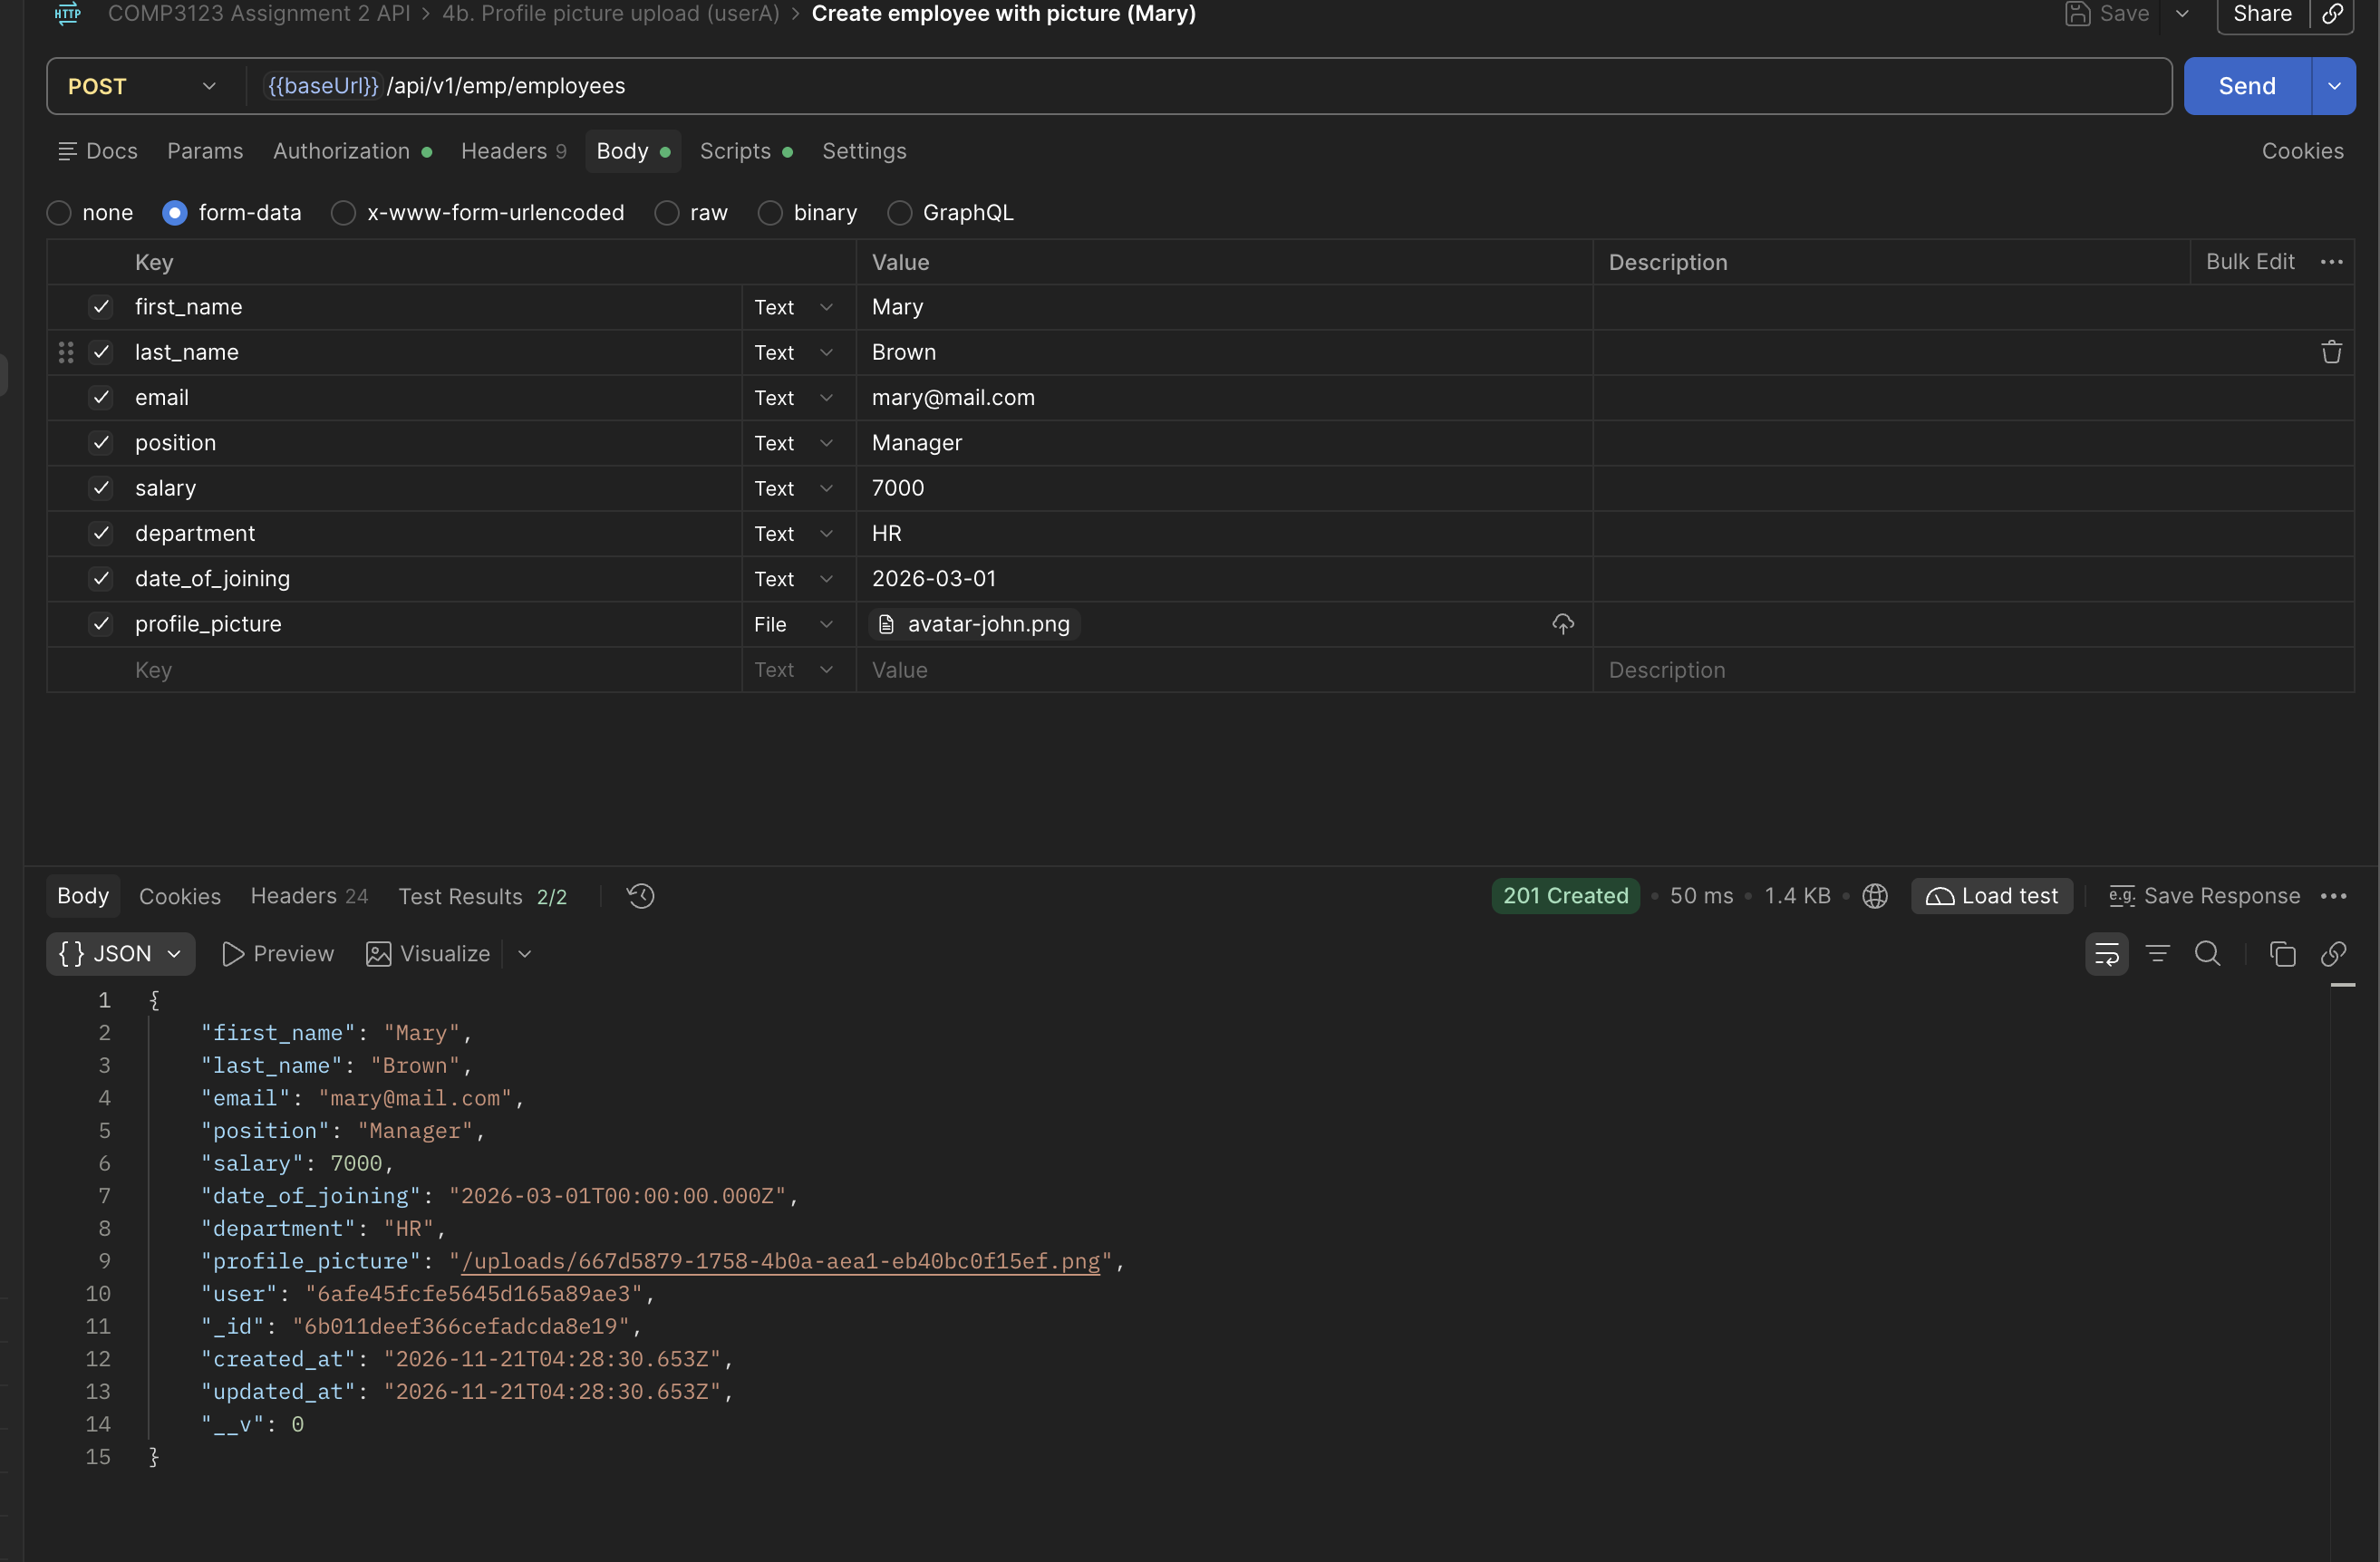 HTTP COMP3123 Assignment 2 API > 4b. Profile picture upload (userA) > Create employee with picture (Mary) Save Share
POST {{baseUrl}}/api/v1/emp/employees Send
Docs Params Authorization Headers 9 Body Scripts Settings Cookies
none form-data x-www-form-urlencoded raw binary GraphQL
Key Value Description Bulk Edit
first_name Text Mary
last_name Text Brown
email Text mary@mail.com
position Text Manager
salary Text 7000
department Text HR
date_of_joining Text 2026-03-01
profile_picture File avatar-john.png
Key Text Value Description
Body Cookies Headers 24 Test Results 2/2 201 Created • 50 ms • 1.4 KB • Load test e.g. Save Response
{ } JSON Preview Visualize
1 {
2 "first_name": "Mary",
3 "last_name": "Brown",
4 "email": "mary@mail.com",
5 "position": "Manager",
6 "salary": 7000,
7 "date_of_joining": "2026-03-01T00:00:00.000Z",
8 "department": "HR",
9 "profile_picture": "/uploads/667d5879-1758-4b0a-aea1-eb40bc0f15ef.png",
10 "user": "6afe45fcfe5645d165a89ae3",
11 "_id": "6b011deef366cefadcda8e19",
12 "created_at": "2026-11-21T04:28:30.653Z",
13 "updated_at": "2026-11-21T04:28:30.653Z",
14 "__v": 0
15 }